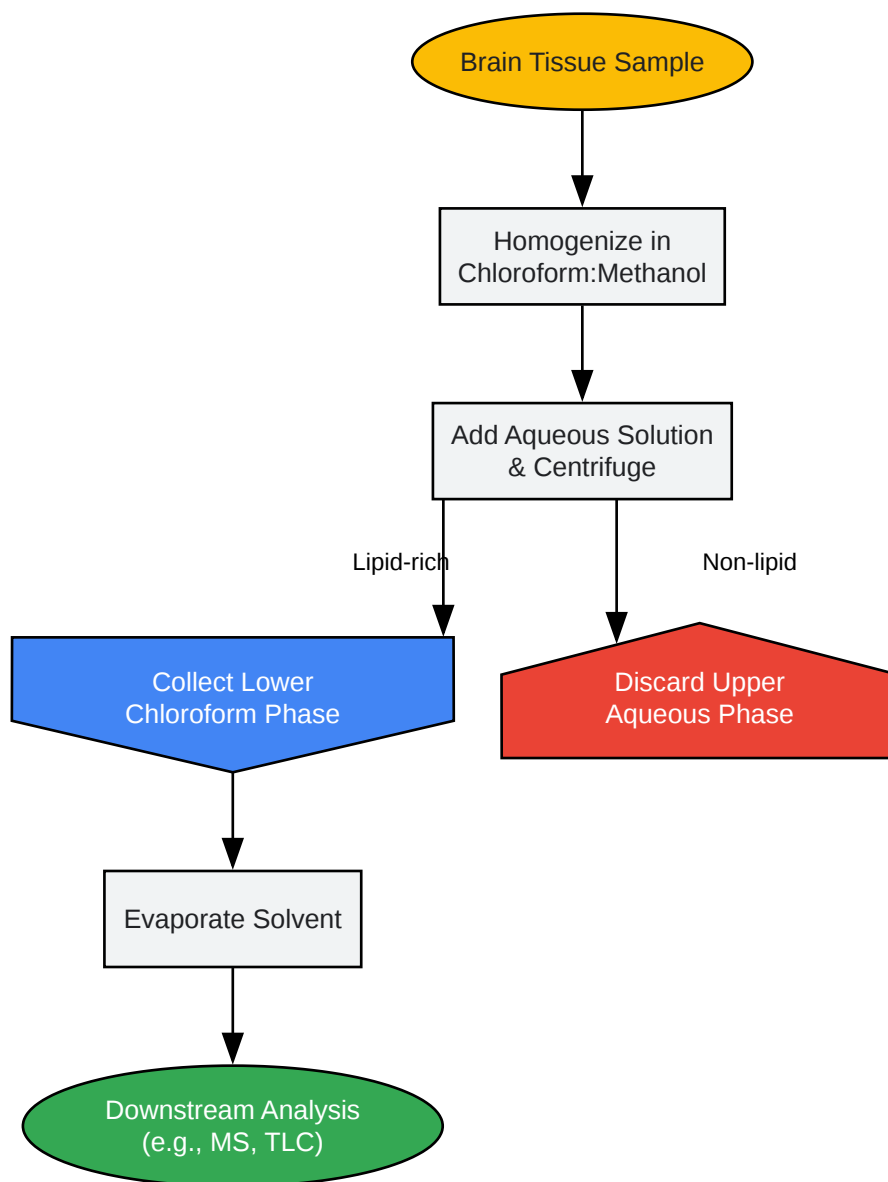 Brain Tissue Sample
Homogenize in
Chloroform:Methanol
Add Aqueous Solution
& Centrifuge
Lipid-rich
Non-lipid
Collect Lower
Chloroform Phase
Discard Upper
Aqueous Phase
Evaporate Solvent
Downstream Analysis
(e.g., MS, TLC)